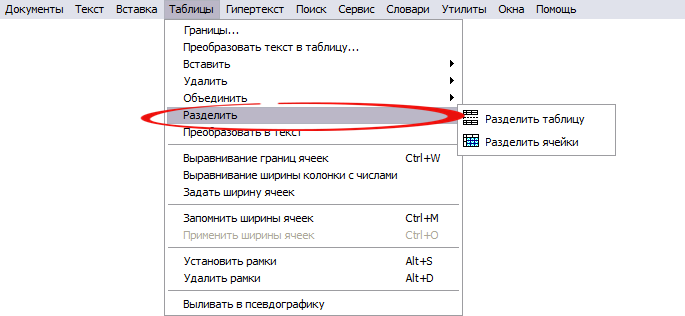 Документы Текст Вставка Таблицы Гипертекст Поиск Сервис Словари Утилиты Окна Помощь
Границы...
Преобразовать текст в таблицу...
Вставить
Удалить
Объединить
Разделить
Разделить таблицу
Разделить ячейки
Преобразовать в текст
Выравнивание границ ячеек Ctrl+W
Выравнивание ширины колонки с числами
Задать ширину ячеек
Запомнить ширины ячеек Ctrl+M
Применить ширины ячеек Ctrl+O
Установить рамки Alt+S
Удалить рамки Alt+D
Выливать в псевдографику